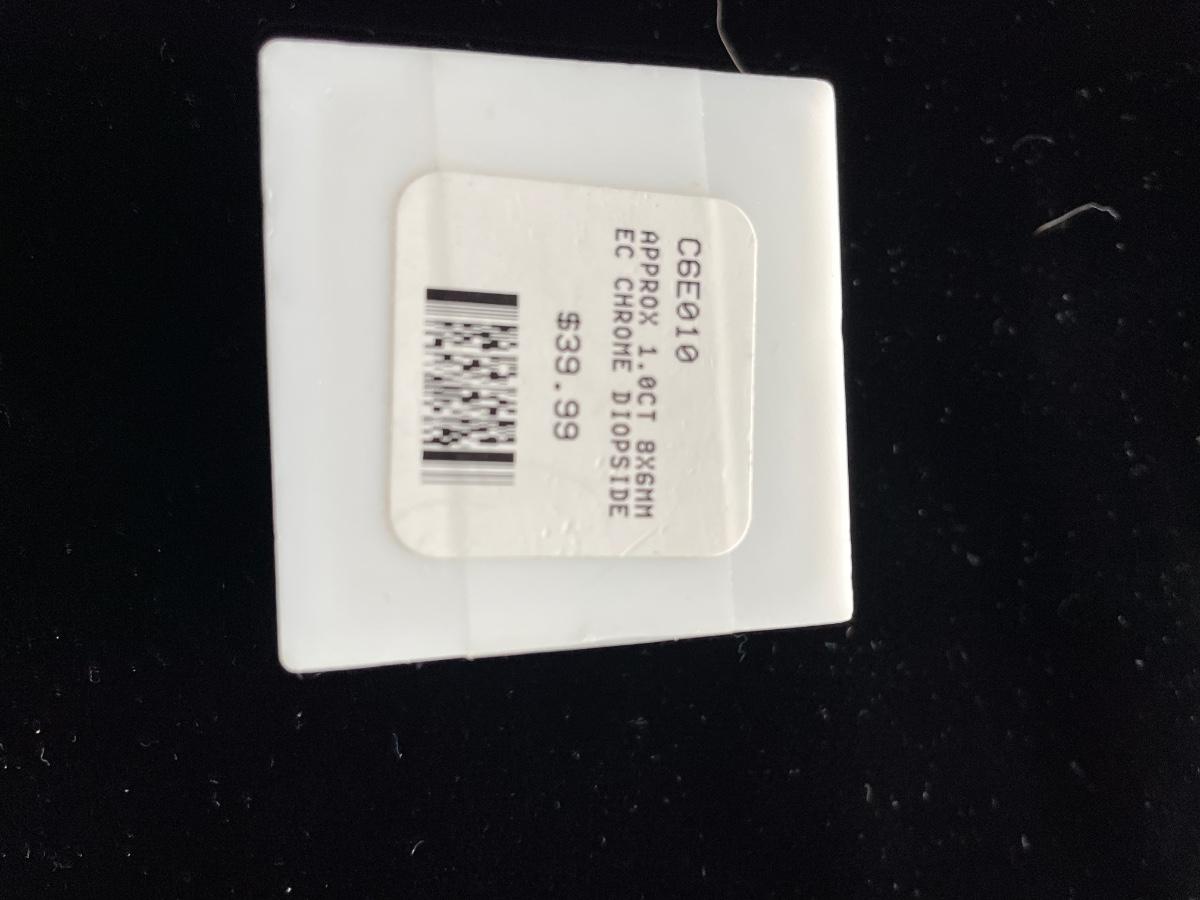 C6E010
APPROX 1.0CT 8X6MM
EC CHROME DIOPSIDE
$39.99